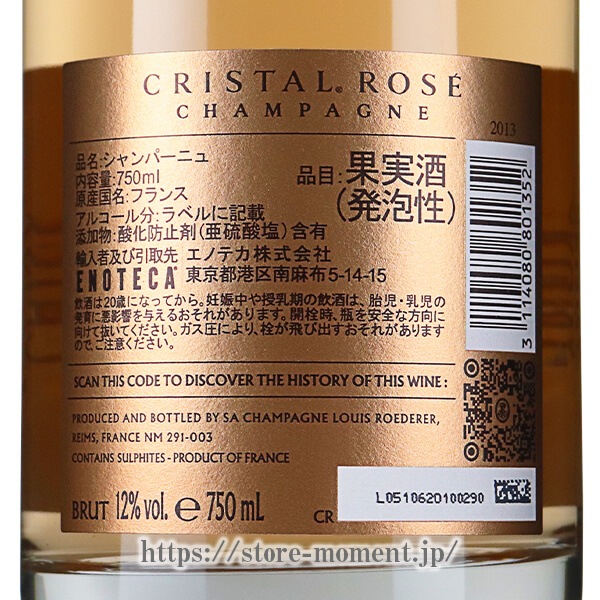 CRISTAL® ROSÉ
CHAMPAGNE
2013
品名:シャンパーニュ
内容量:750ml
原産国名:フランス
アルコール分:ラベルに記載
添加物:酸化防止剤(亜硫酸塩)含有
品目:果実酒
(発泡性)
輸入者及び引取先 エノテカ株式会社
ENOTECA® 東京都港区南麻布5-14-15
飲酒は20歳になってから。妊娠中や授乳期の飲酒は、胎児・乳児の
発育に悪影響を与えるおそれがあります。開栓時、瓶を安全な方向に
向けて抜いてください。ガス圧により、栓が飛び出すおそれがありますの
で、ご注意ください。
3 114080 801352
SCAN THIS CODE TO DISCOVER THE HISTORY OF THIS WINE :
PRODUCED AND BOTTLED BY SA CHAMPAGNE LOUIS ROEDERER,
REIMS, FRANCE NM 291-003
CONTAINS SULPHITES - PRODUCT OF FRANCE
L0510620100290
BRUT 12% vol. e 750 mL
CR
https://store-moment.jp/